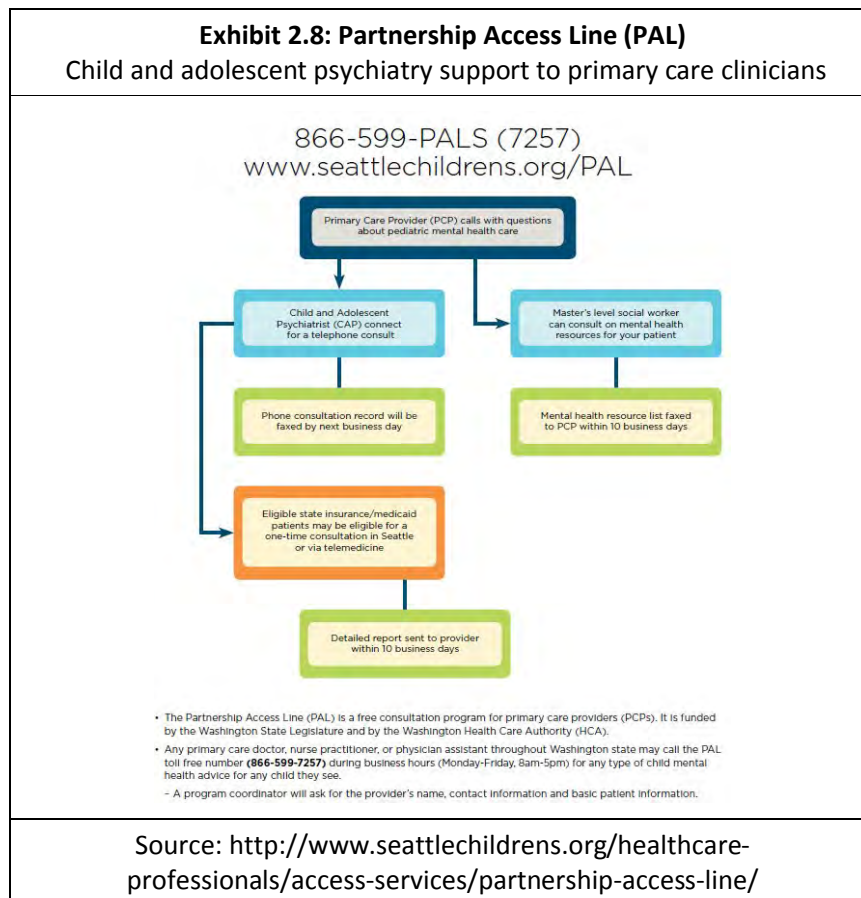 Exhibit 2.8: Partnership Access Line (PAL)
Child and adolescent psychiatry support to primary care clinicians
866-599-PALS (7257)
www.seattlechildrens.org/PAL
Primary Care Provider (PCP) calls with questions
about pediatric mental health care
Child and Adolescent
Psychiatrist (CAP) connect
for a telephone consult
Master's level social worker
can consult on mental health
resources for your patient
Phone consultation record will be
faxed by next business day
Mental health resource list faxed
to PCP within 10 business days
Eligible state insurance/medicaid
patients may be eligible for a
one-time consultation in Seattle
or via telemedicine
Detailed report sent to provider
within 10 business days
• The Partnership Access Line (PAL) is a free consultation program for primary care providers (PCPs). It is funded
by the Washington State Legislature and by the Washington Health Care Authority (HCA).
• Any primary care doctor, nurse practitioner, or physician assistant throughout Washington state may call the PAL
toll free number (866-599-7257) during business hours (Monday-Friday, 8am-5pm) for any type of child mental
health advice for any child they see.
– A program coordinator will ask for the provider's name, contact information and basic patient information.
Source: http://www.seattlechildrens.org/healthcare-
professionals/access-services/partnership-access-line/